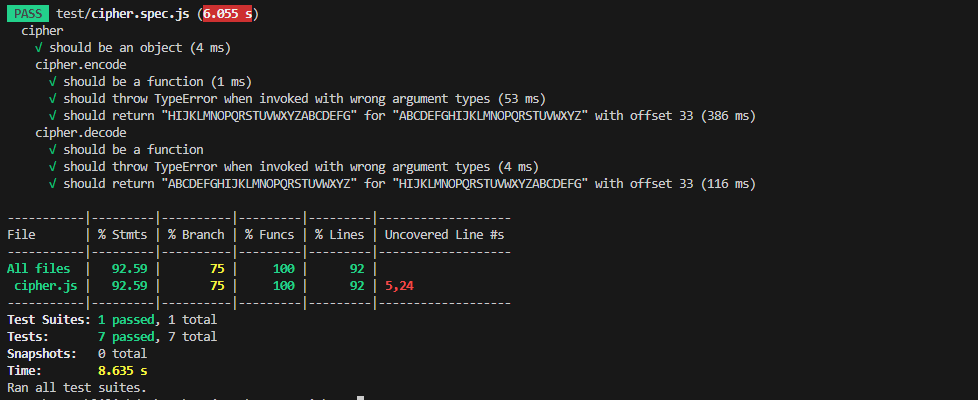 PASS test/cipher.spec.js (6.055 s)
cipher
√ should be an object (4 ms)
cipher.encode
√ should be a function (1 ms)
√ should throw TypeError when invoked with wrong argument types (53 ms)
√ should return "HIJKLMNOPQRSTUVWXYZABCDEFG" for "ABCDEFGHIJKLMNOPQRSTUVWXYZ" with offset 33 (386 ms)
cipher.decode
√ should be a function
√ should throw TypeError when invoked with wrong argument types (4 ms)
√ should return "ABCDEFGHIJKLMNOPQRSTUVWXYZ" for "HIJKLMNOPQRSTUVWXYZABCDEFG" with offset 33 (116 ms)
-----------|---------|----------|---------|---------|-------------------
File       | % Stmts | % Branch | % Funcs | % Lines | Uncovered Line #s
-----------|---------|----------|---------|---------|-------------------
All files  |   92.59 |       75 |     100 |      92 |
 cipher.js |   92.59 |       75 |     100 |      92 | 5,24
-----------|---------|----------|---------|---------|-------------------
Test Suites: 1 passed, 1 total
Tests:       7 passed, 7 total
Snapshots:   0 total
Time:        8.635 s
Ran all test suites.